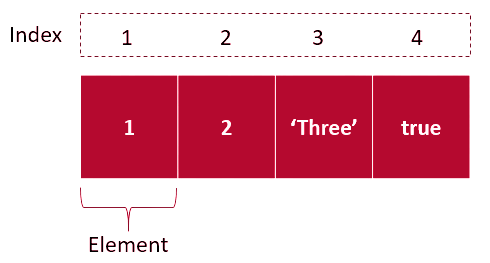 Index 1 2 3 4
1 2 ‘Three’ true
Element